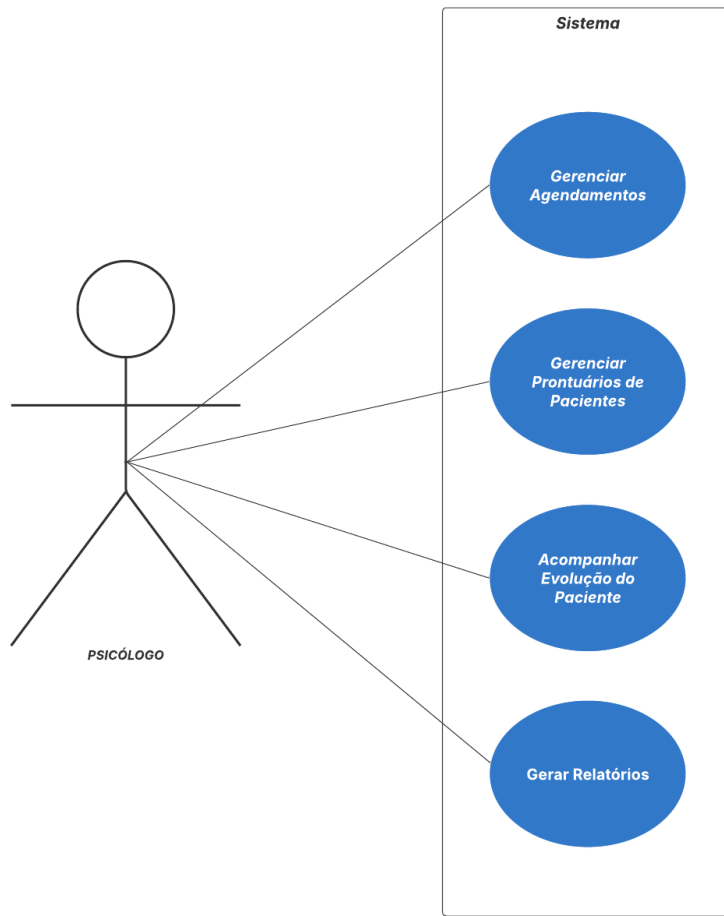 Sistema
Gerenciar
Agendamentos
Gerenciar
Prontuários de
Pacientes
Acompanhar
Evolução do
Paciente
PSICÓLOGO
Gerar Relatórios